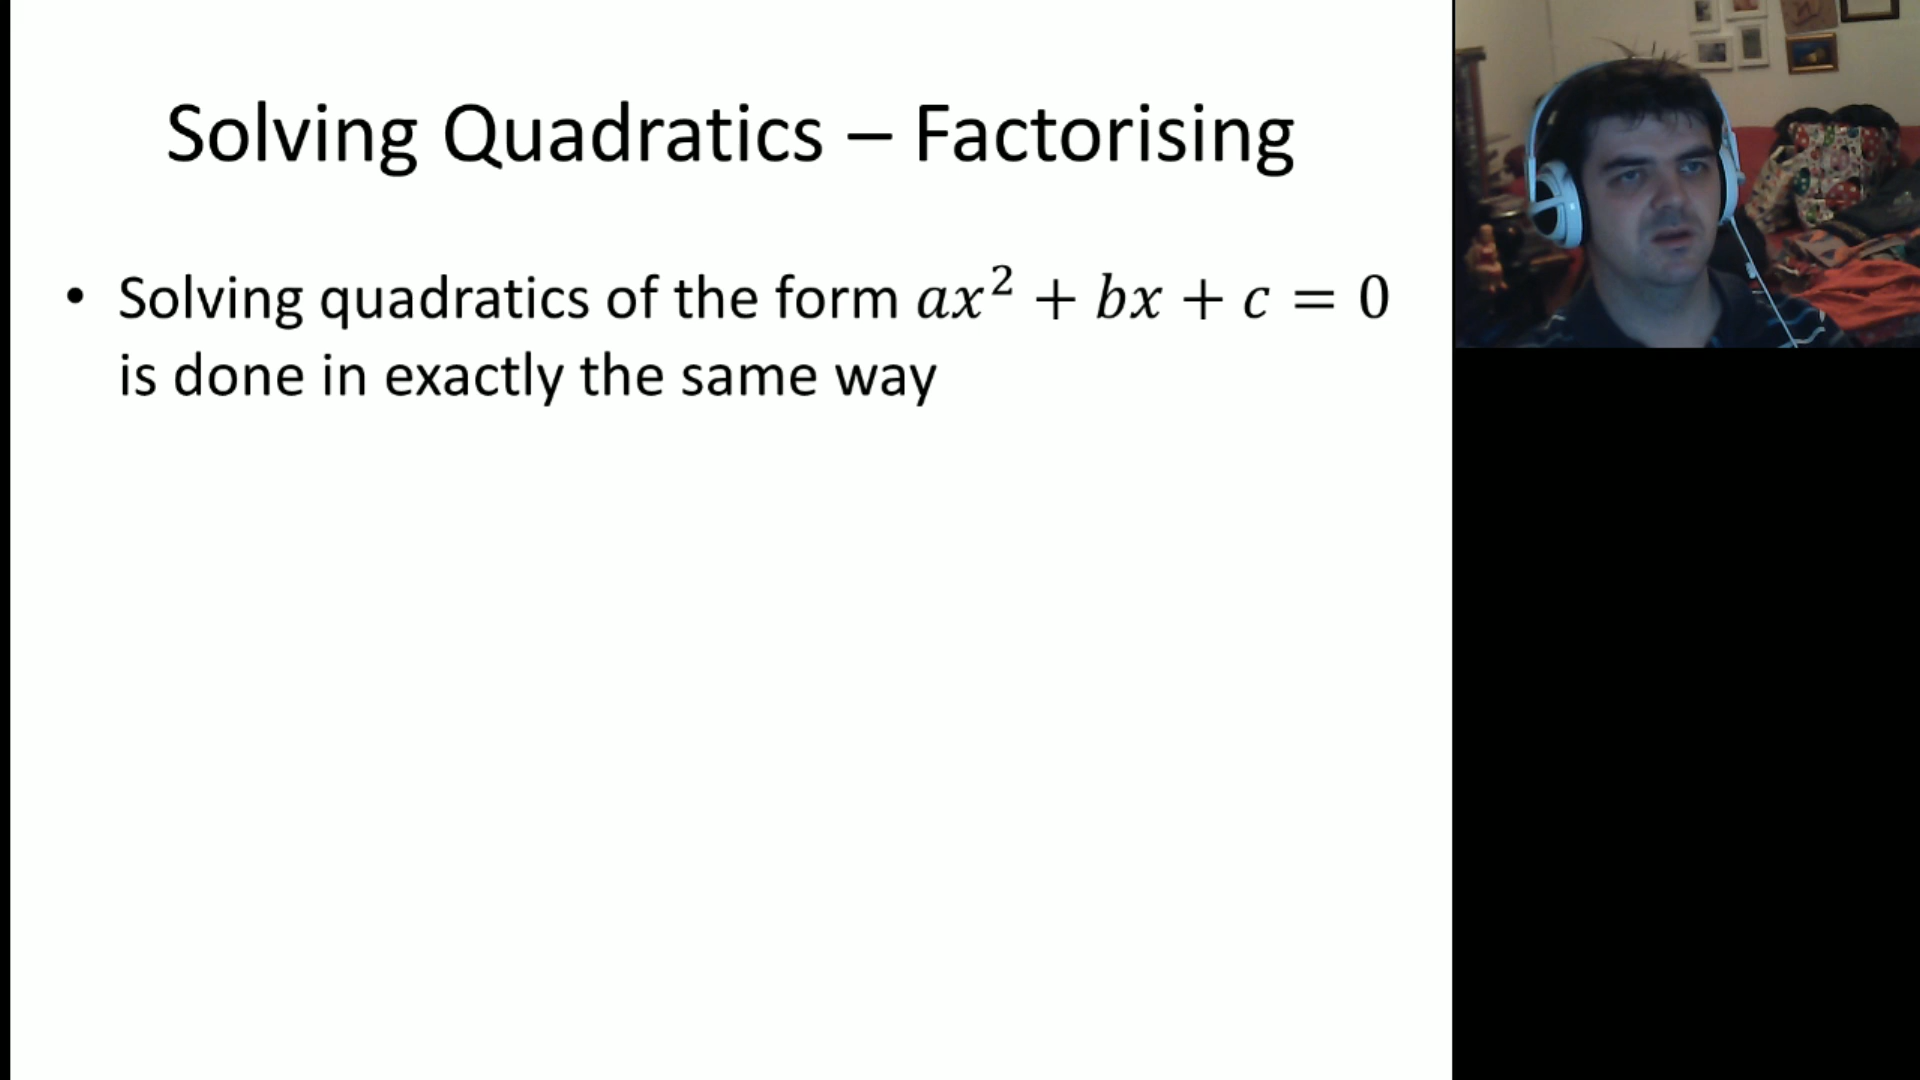 Solving Quadratics – Factorising
• Solving quadratics of the form 𝑎𝑥² + 𝑏𝑥 + 𝑐 = 0
is done in exactly the same way